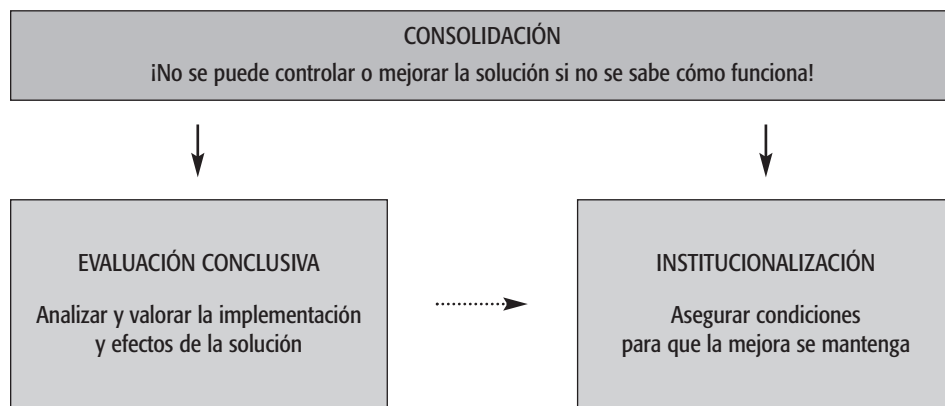 CONSOLIDACIÓN
¡No se puede controlar o mejorar la solución si no se sabe cómo funciona!
EVALUACIÓN CONCLUSIVA
Analizar y valorar la implementación
y efectos de la solución
INSTITUCIONALIZACIÓN
Asegurar condiciones
para que la mejora se mantenga